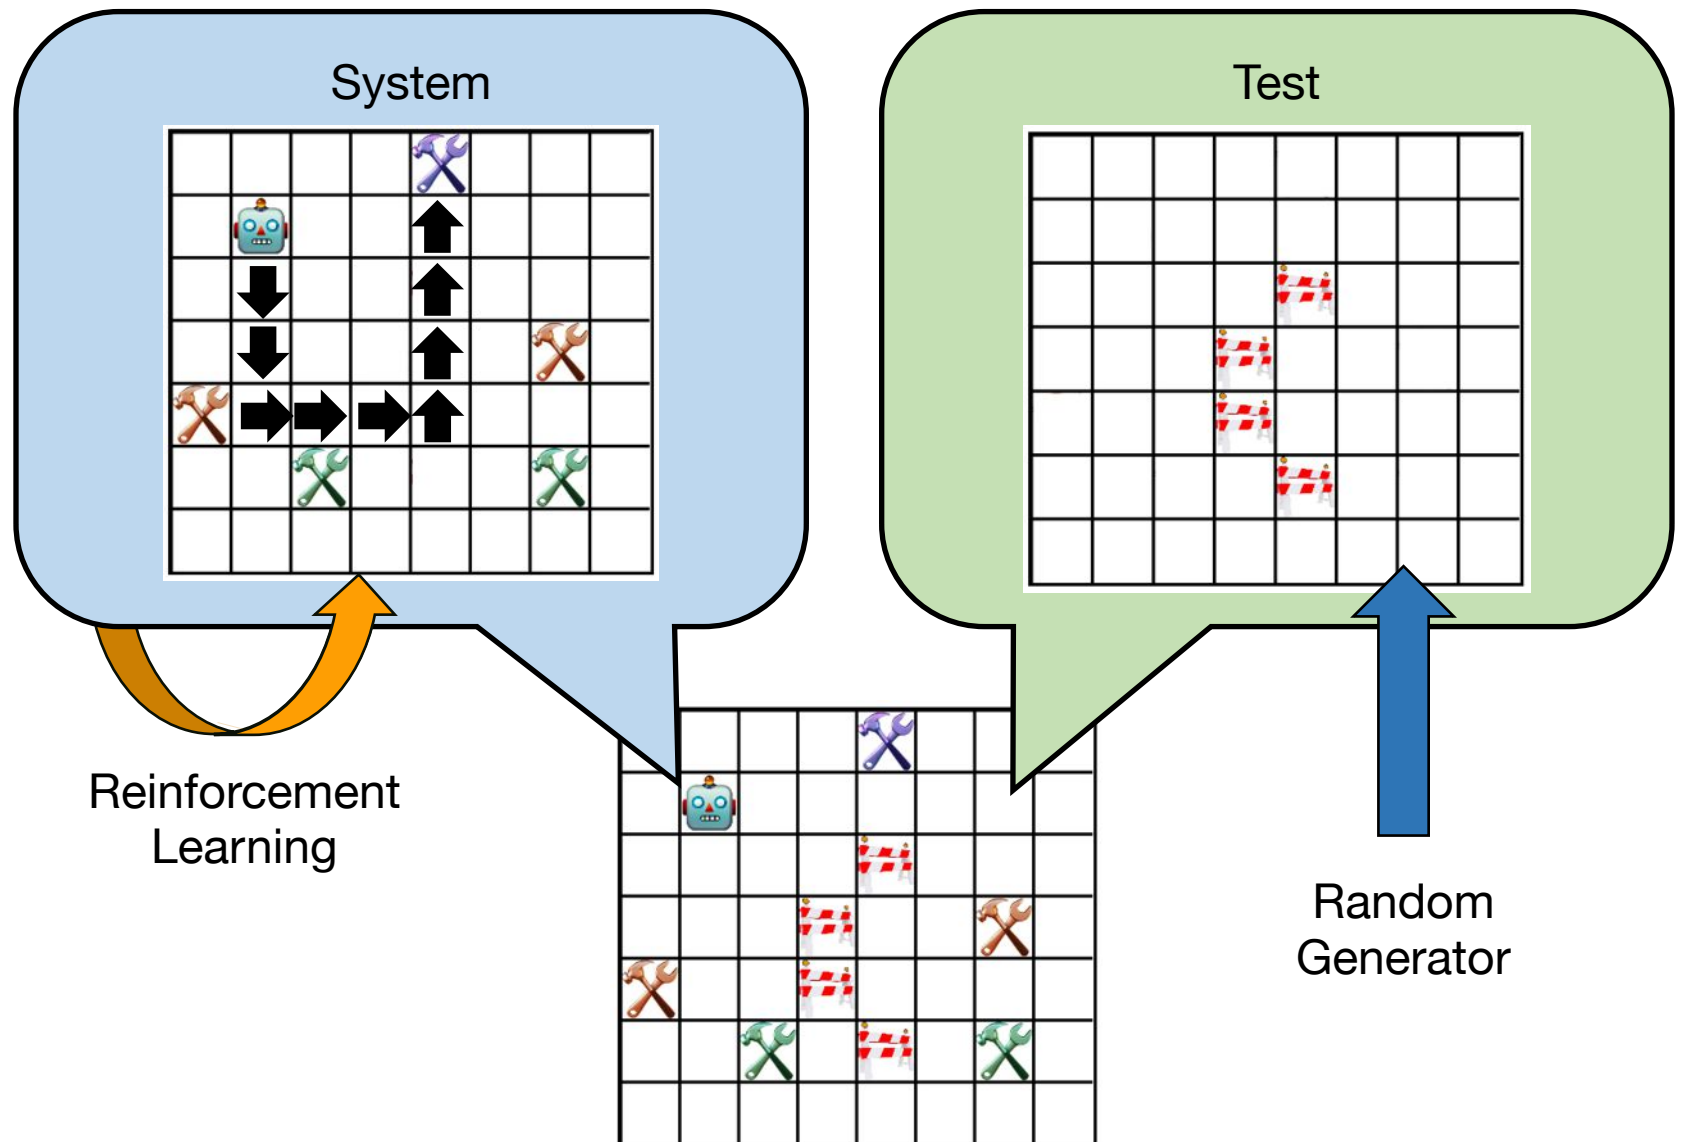 System
Test
Reinforcement
Learning
Random
Generator